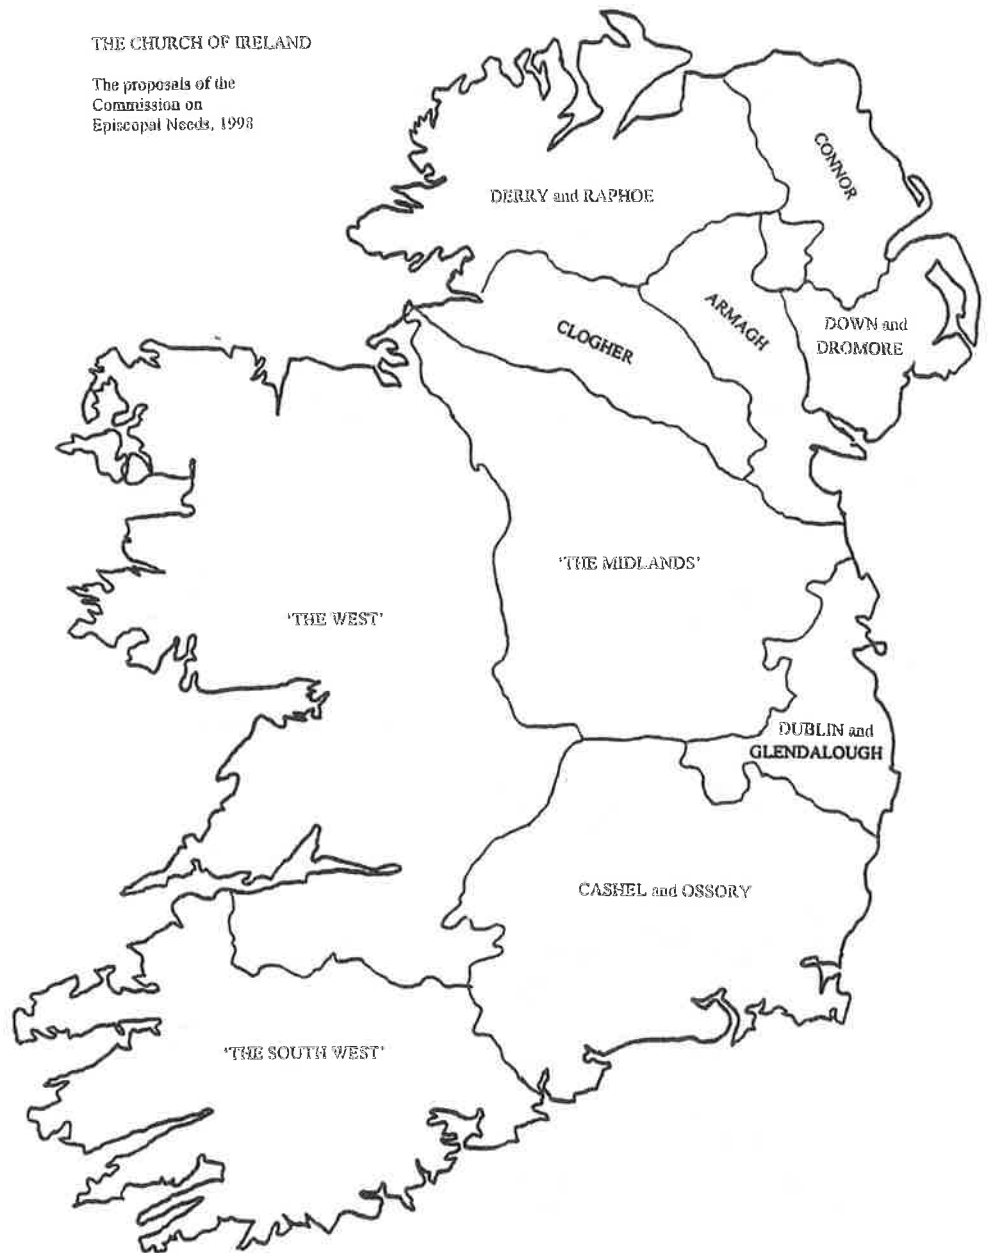 THE CHURCH OF IRELAND
The proposals of the
Commission on
Episcopal Needs, 1998
CONNOR
DERRY and RAPHOE
ARMAGH
DOWN and
DROMORE
CLOGHER
'THE MIDLANDS'
'THE WEST'
DUBLIN and
GLENDALOUGH
CASHEL and OSSORY
'THE SOUTH WEST'